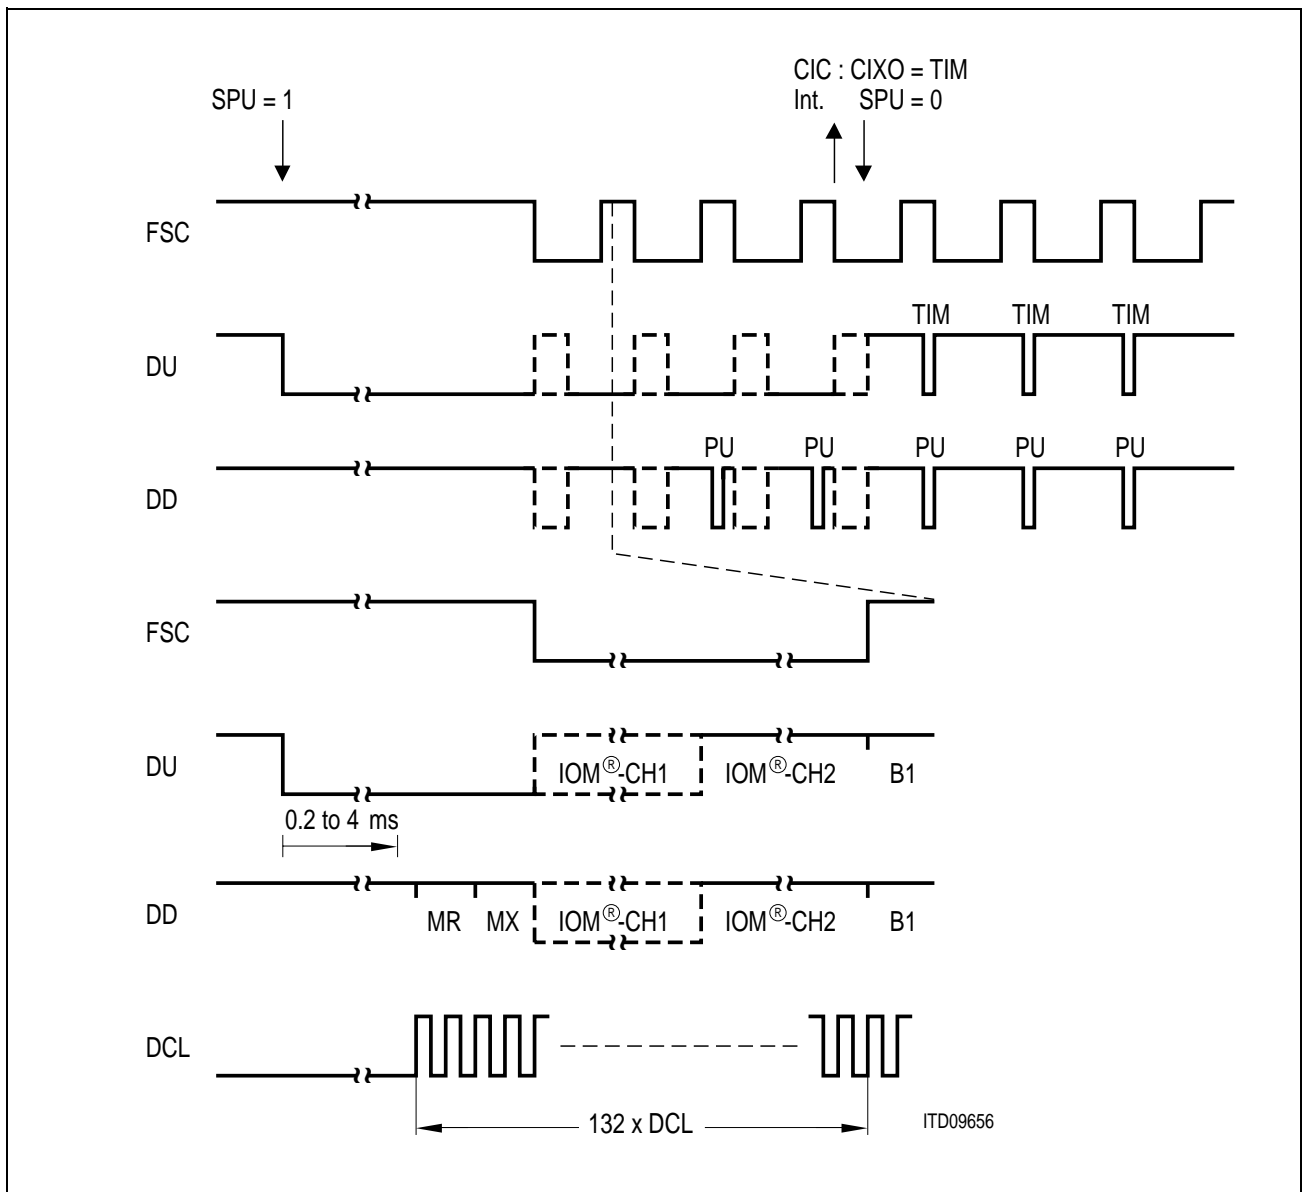 CIC : CIXO = TIM
SPU = 1
Int. SPU = 0
FSC
TIM TIM TIM
DU
PU PU PU PU PU
DD
FSC
DU
IOM®-CH1 IOM®-CH2 B1
0.2 to 4 ms
DD
MR MX IOM®-CH1 IOM®-CH2 B1
DCL
132 x DCL
ITD09656